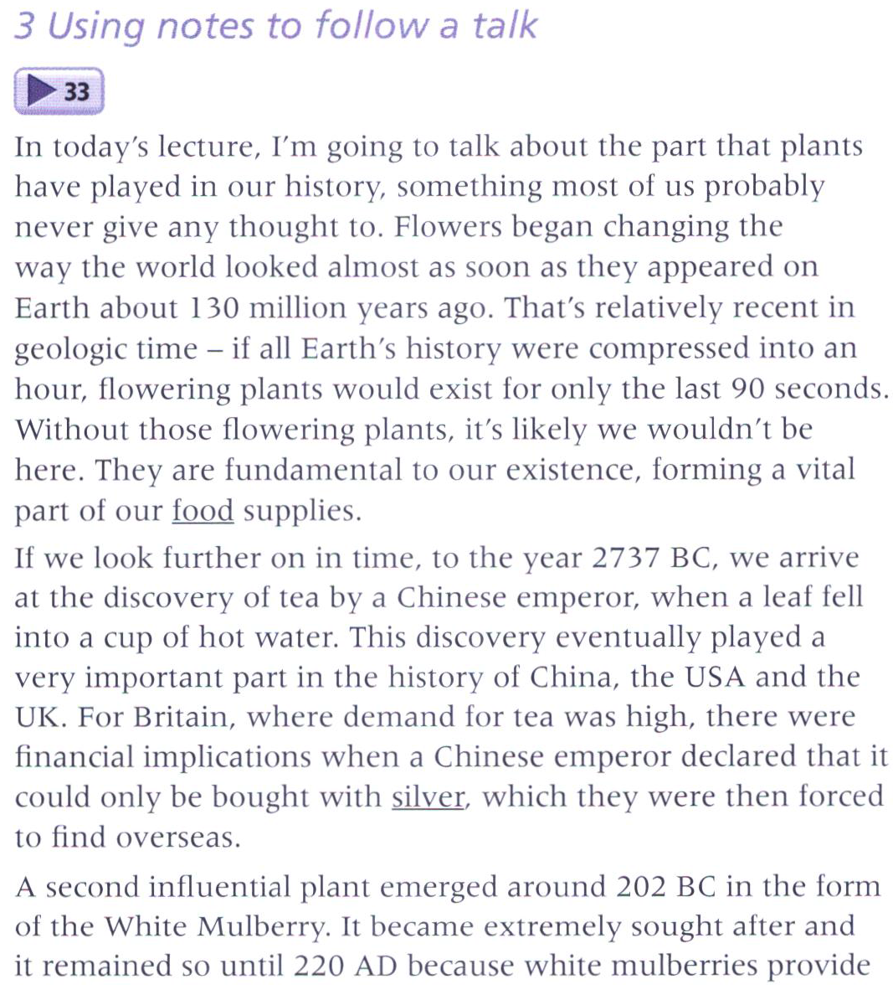 3 Using notes to follow a talk
33
In today's lecture, I'm going to talk about the part that plants
have played in our history, something most of us probably
never give any thought to. Flowers began changing the
way the world looked almost as soon as they appeared on
Earth about 130 million years ago. That's relatively recent in
geologic time – if all Earth's history were compressed into an
hour, flowering plants would exist for only the last 90 seconds.
Without those flowering plants, it's likely we wouldn't be
here. They are fundamental to our existence, forming a vital
part of our food supplies.
If we look further on in time, to the year 2737 BC, we arrive
at the discovery of tea by a Chinese emperor, when a leaf fell
into a cup of hot water. This discovery eventually played a
very important part in the history of China, the USA and the
UK. For Britain, where demand for tea was high, there were
financial implications when a Chinese emperor declared that it
could only be bought with silver, which they were then forced
to find overseas.
A second influential plant emerged around 202 BC in the form
of the White Mulberry. It became extremely sought after and
it remained so until 220 AD because white mulberries provide